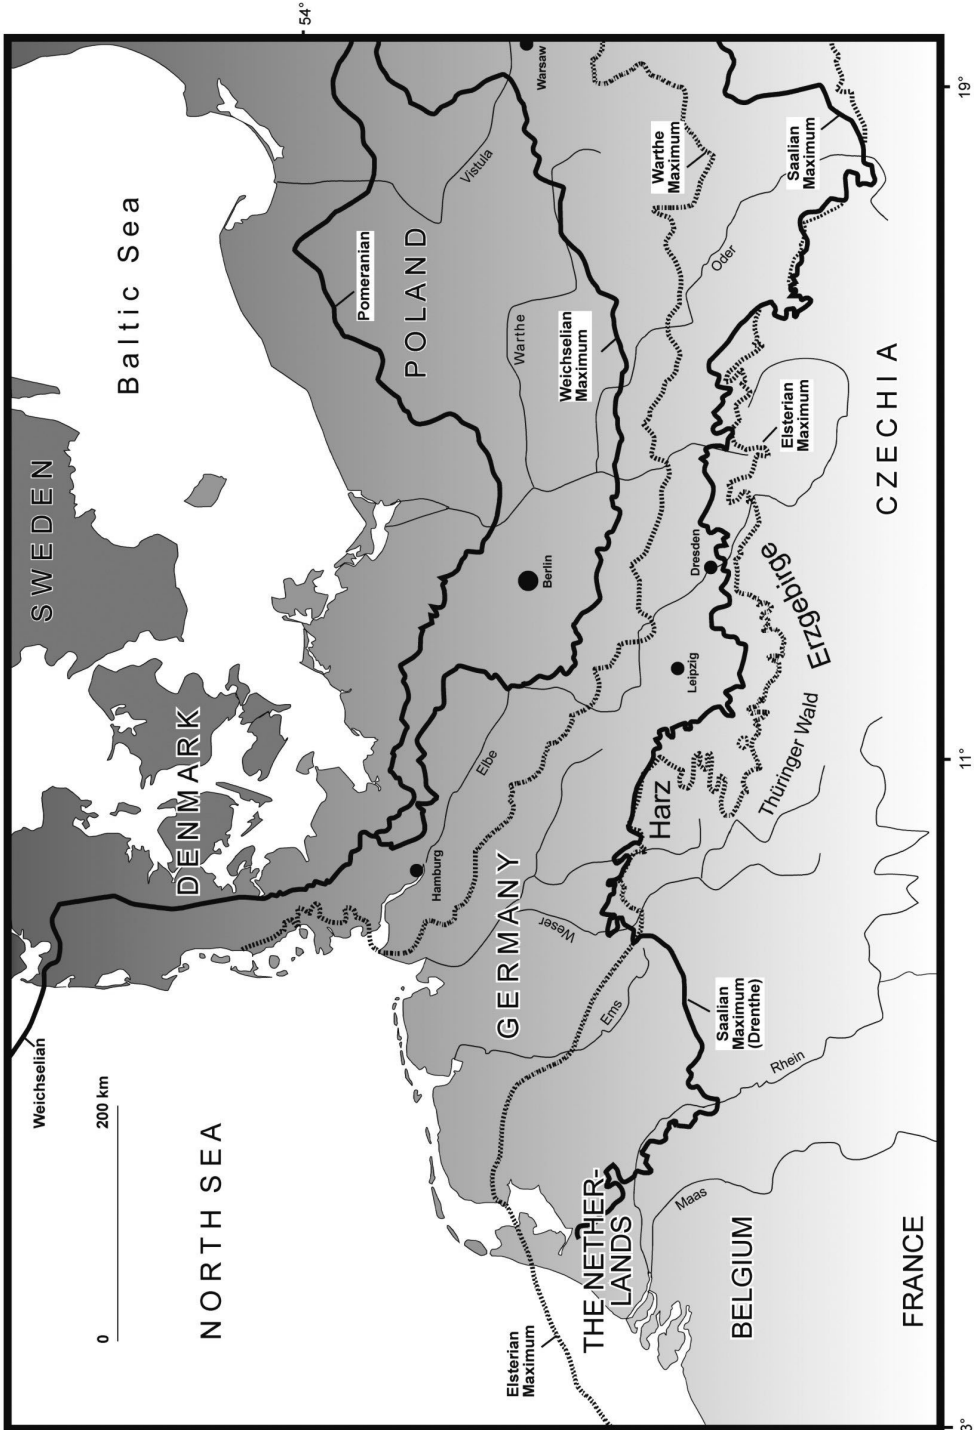 54°
19°
11°
3°
SWEDEN
Baltic Sea
DENMARK
NORTH SEA
0
200 km
Weichselian
Pomeranian
POLAND
Vistula
Warsaw
Warthe
Weichselian
Maximum
Warthe
Maximum
Oder
Saalian
Maximum
Elsterian
Maximum
CZECHIA
Berlin
Dresden
Leipzig
Erzgebirge
Thüringer Wald
Harz
Elbe
Hamburg
GERMANY
Weser
Ems
Saalian
Maximum
(Drenthe)
Rhein
Maas
THE NETHER-
LANDS
BELGIUM
FRANCE
Elsterian
Maximum